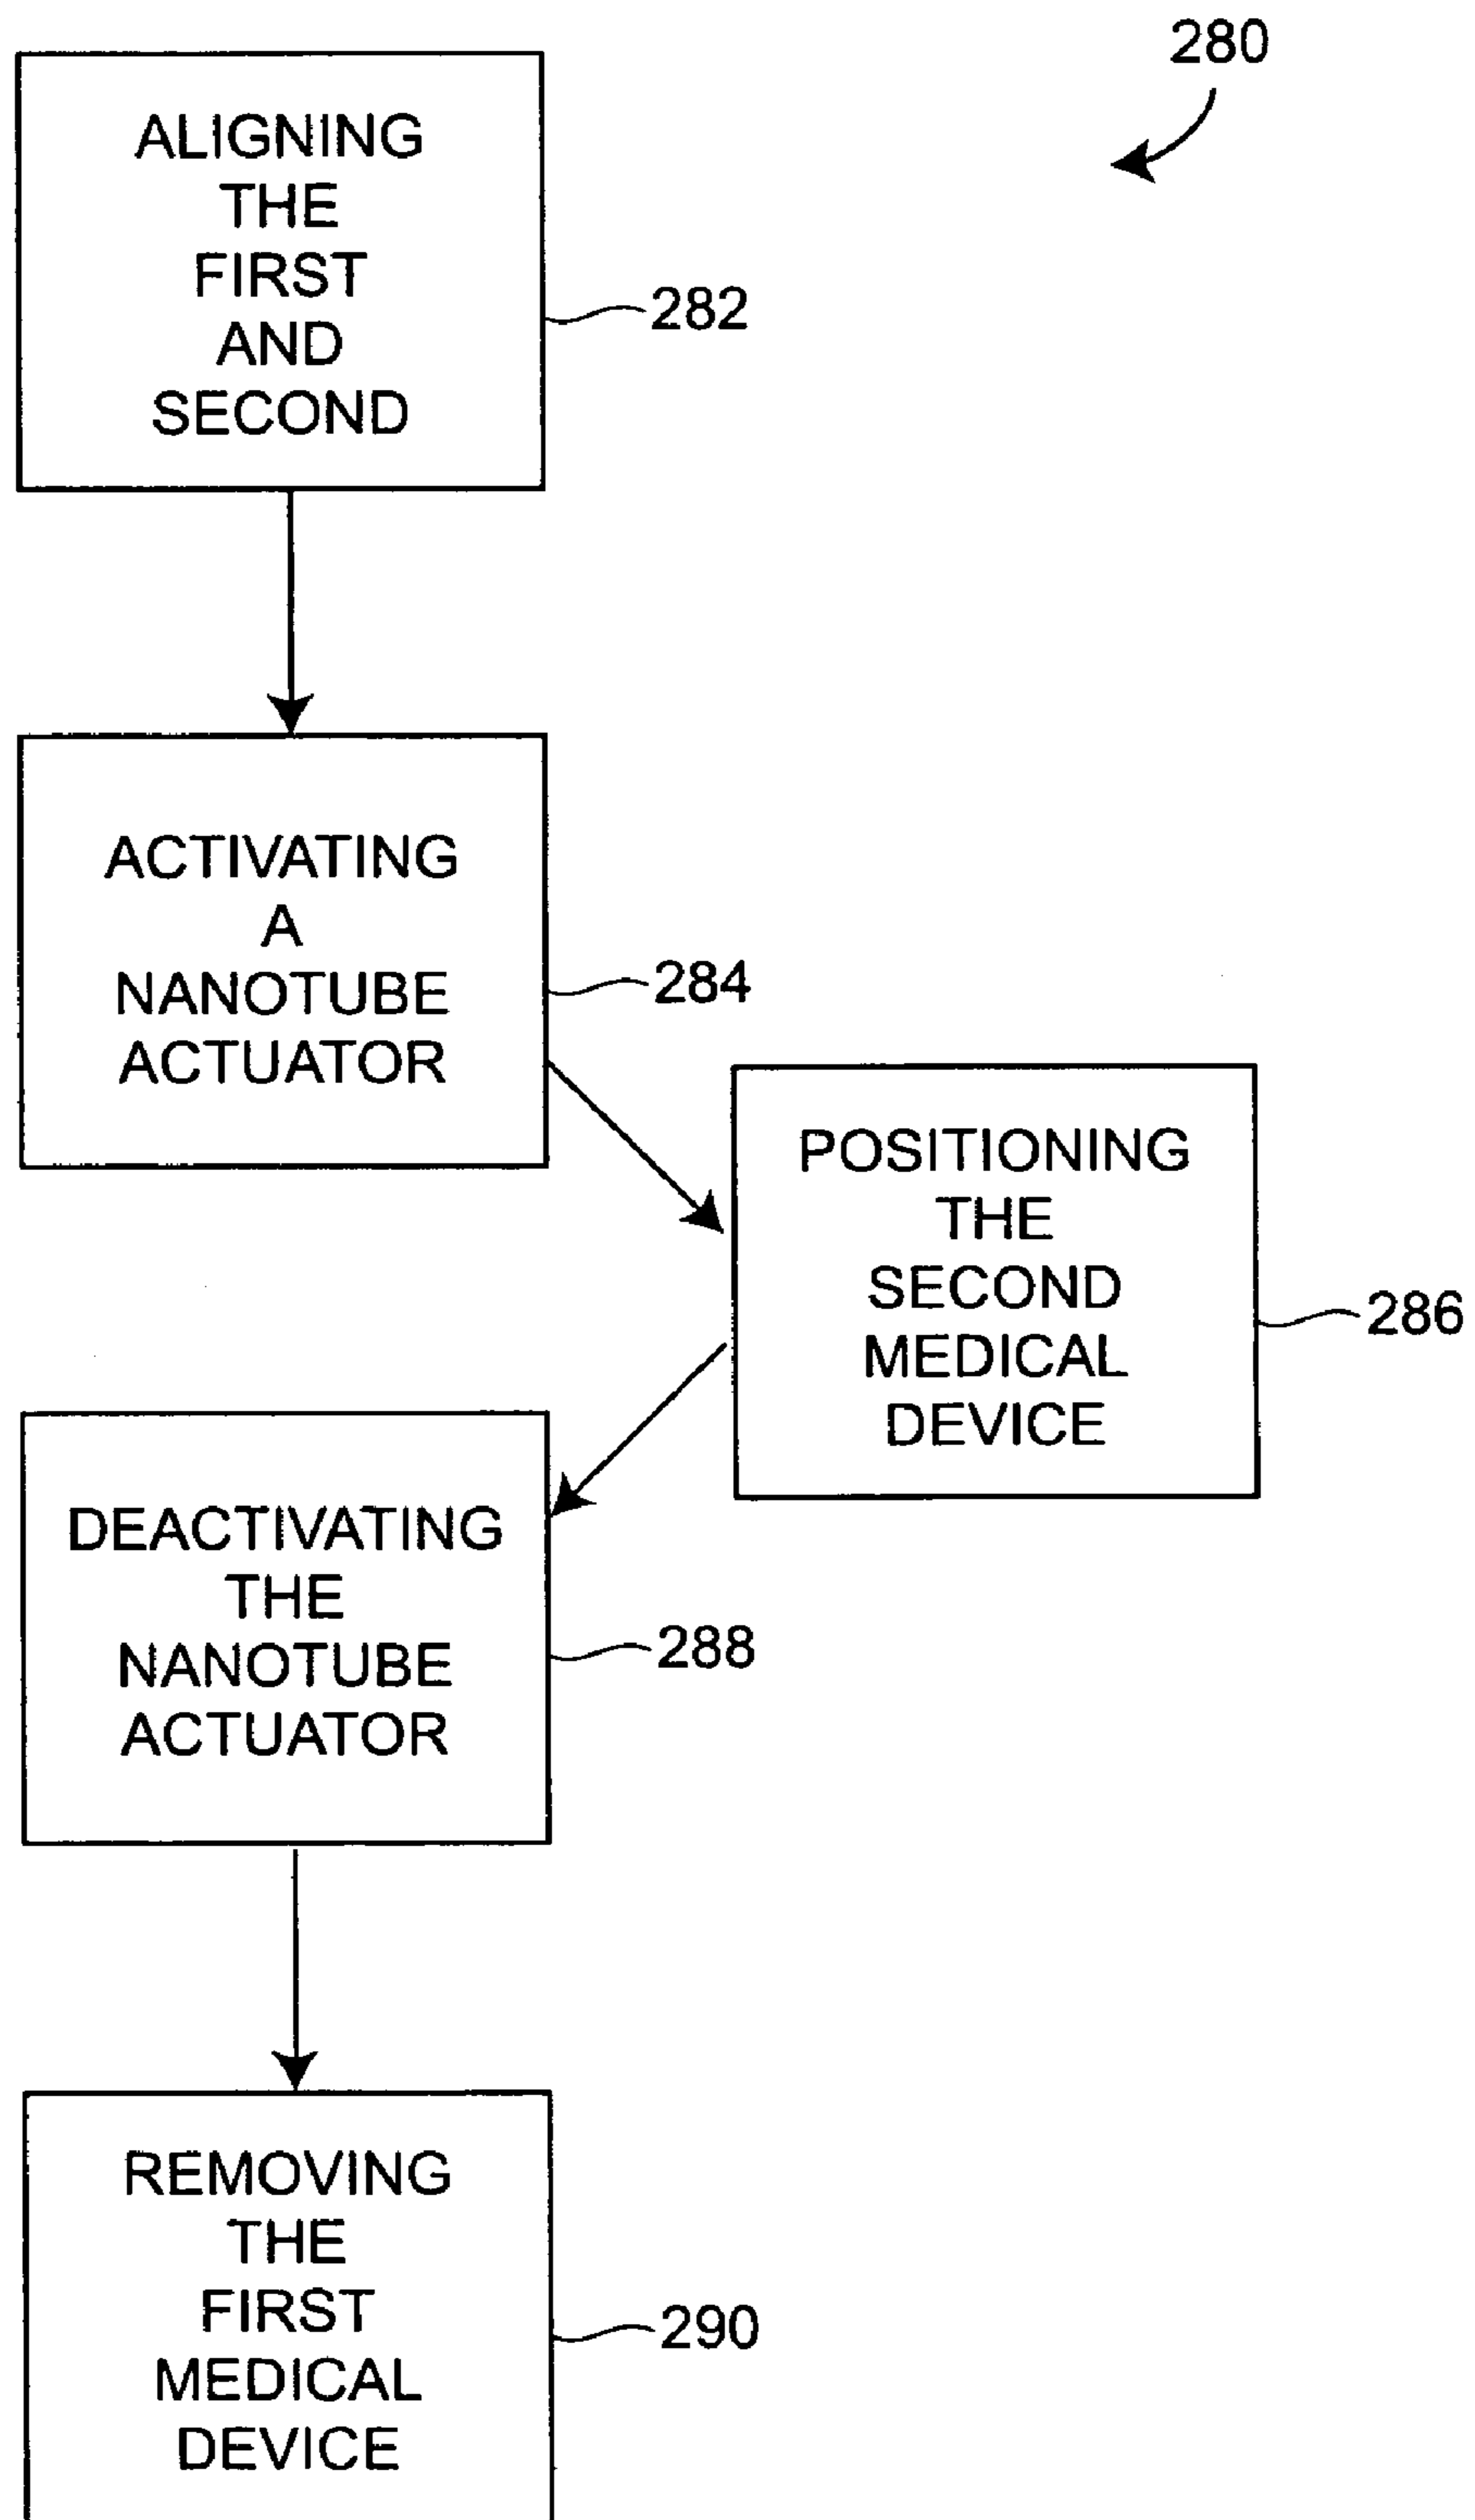 280
ALIGNING
THE
FIRST
AND
SECOND
282
ACTIVATING
A
NANOTUBE
ACTUATOR
284
POSITIONING
THE
SECOND
MEDICAL
DEVICE
286
DEACTIVATING
THE
NANOTUBE
ACTUATOR
288
REMOVING
THE
FIRST
MEDICAL
DEVICE
290